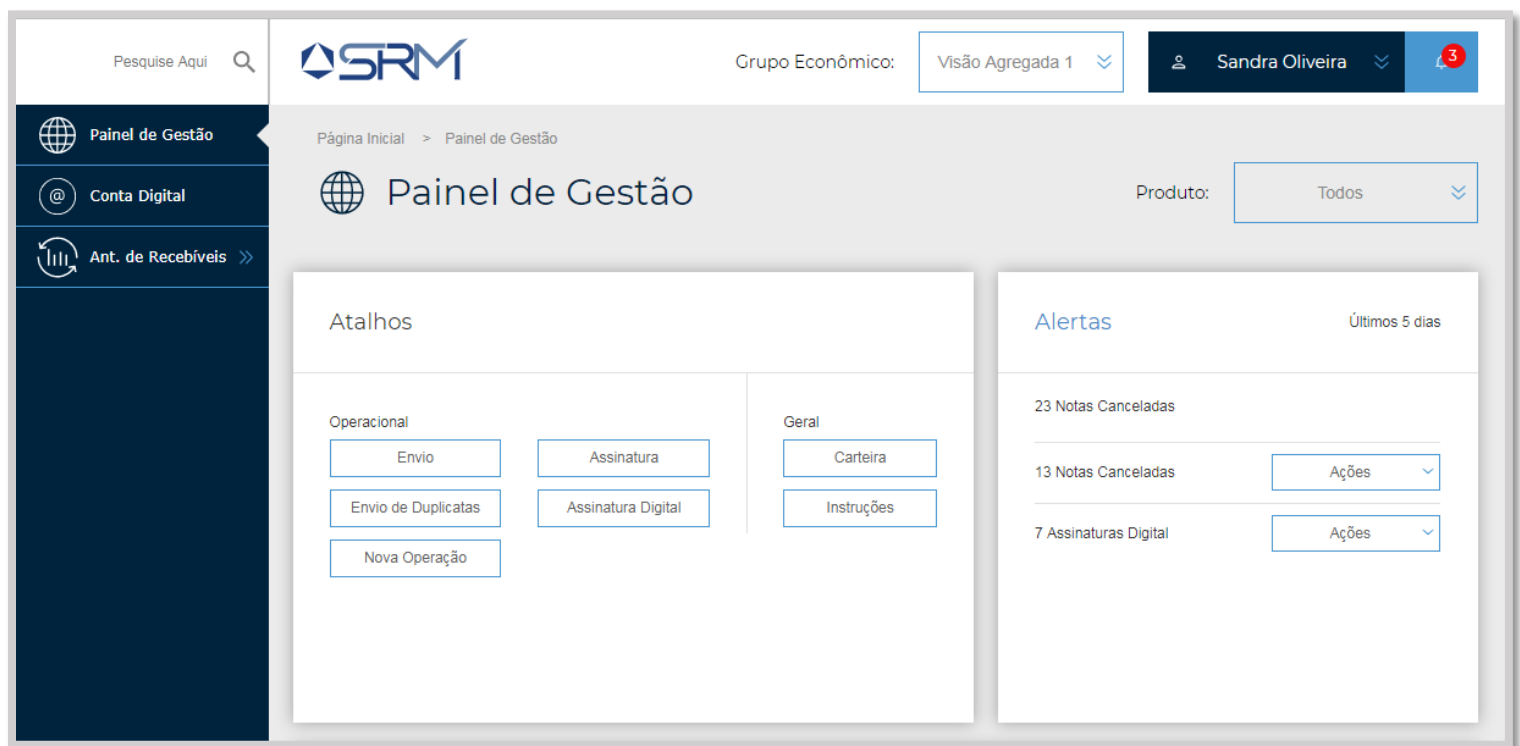 Pesquise Aqui
SRM
Grupo Econômico:
Visão Agregada 1
Sandra Oliveira
3
Painel de Gestão
Conta Digital
Ant. de Recebíveis
Página Inicial > Painel de Gestão
Painel de Gestão
Produto:
Todos
Atalhos
Operacional
Envio
Assinatura
Envio de Duplicatas
Assinatura Digital
Nova Operação
Geral
Carteira
Instruções
Alertas
Últimos 5 dias
23 Notas Canceladas
13 Notas Canceladas
Ações
7 Assinaturas Digital
Ações